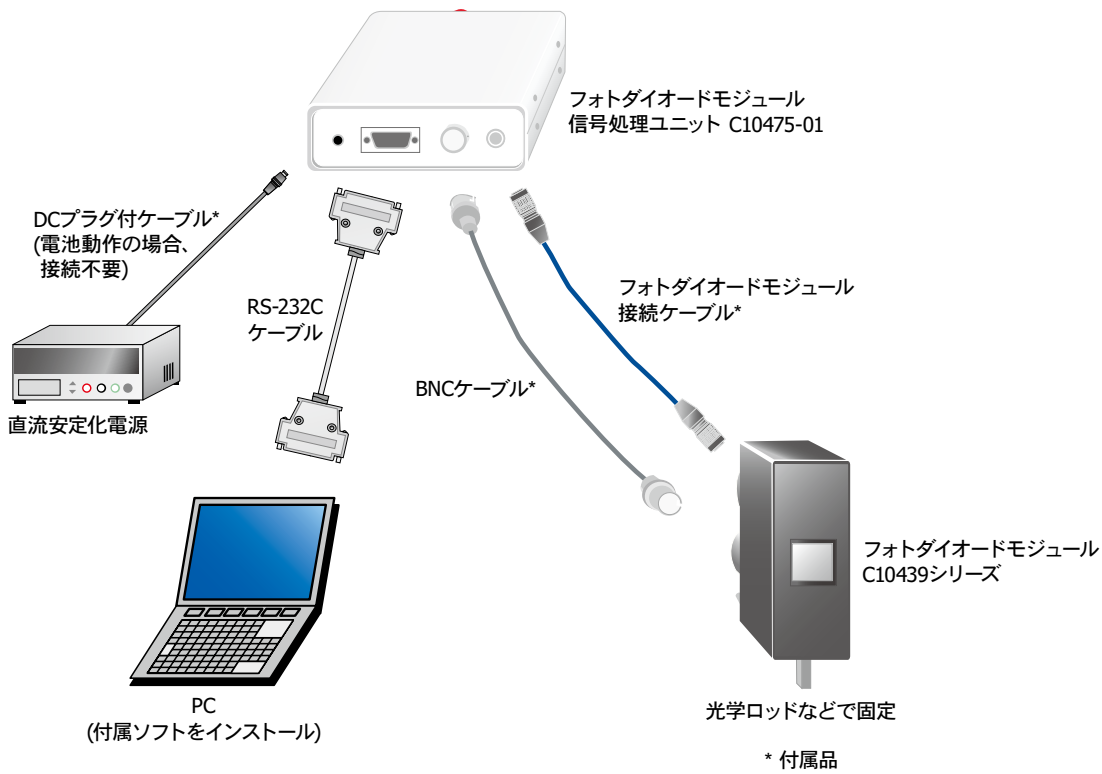 フォトダイオードモジュール
信号処理ユニット C10475-01
DCプラグ付ケーブル*
(電池動作の場合、
接続不要)
RS-232C
ケーブル
フォトダイオードモジュール
接続ケーブル*
BNCケーブル*
直流安定化電源
フォトダイオードモジュール
C10439シリーズ
PC
(付属ソフトをインストール)
光学ロッドなどで固定
* 付属品